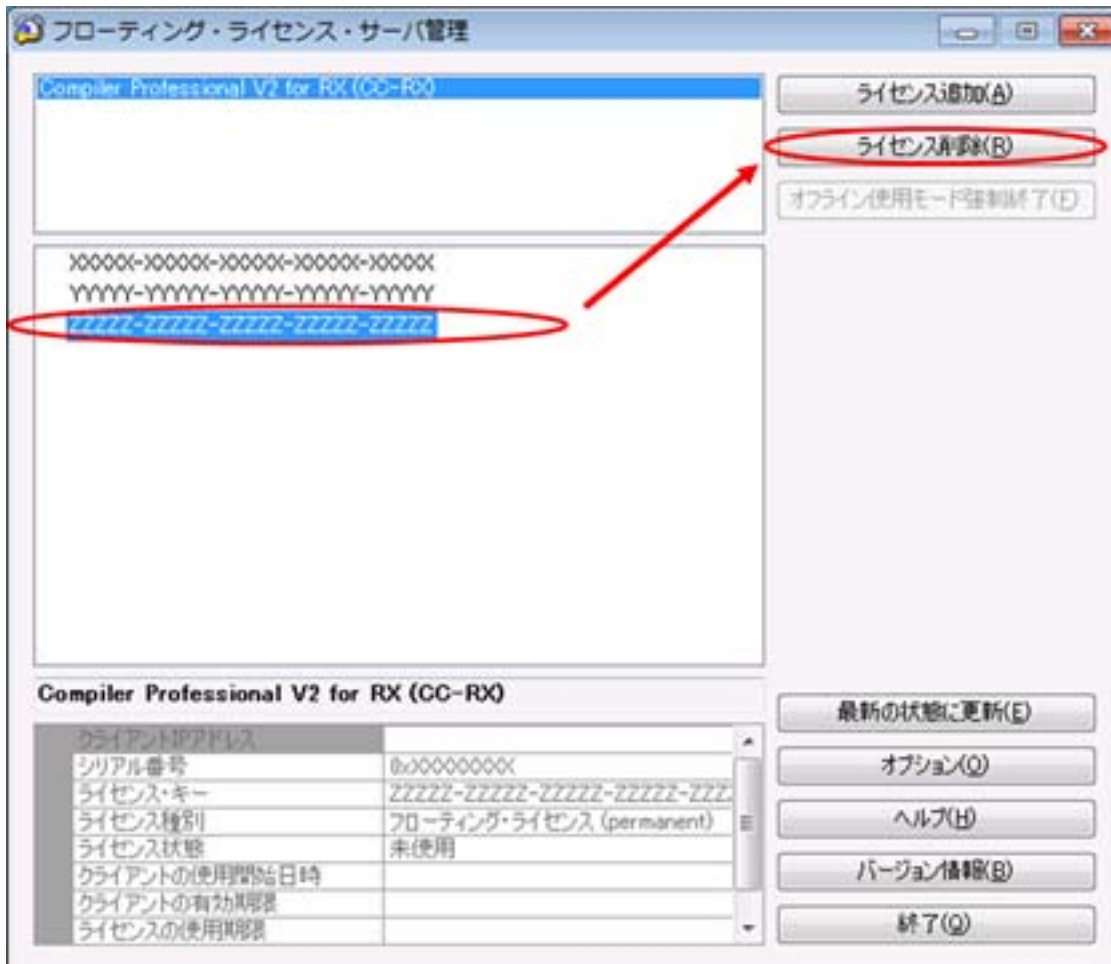 フローティング・ライセンス・サーバ管理
Compiler Professional V2 for RX (CC-RX)
ライセンス追加(A)
ライセンス削除(R)
オフライン使用モード強制終了(F)
XXXXX-XXXXX-XXXXX-XXXXX-XXXXX
YYYYY-YYYYY-YYYYY-YYYYY-YYYYY
ZZZZZ-ZZZZZ-ZZZZZ-ZZZZZ-ZZZZZ
Compiler Professional V2 for RX (CC-RX)
クライアントIPアドレス
シリアル番号 0xXXXXXXXX
ライセンス・キー ZZZZZ-ZZZZZ-ZZZZZ-ZZZZZ-ZZZ
ライセンス種別 フローティング・ライセンス (permanent)
ライセンス状態 未使用
クライアントの使用開始日時
クライアントの有効期限
ライセンスの使用期限
最新の状態に更新(E)
オプション(O)
ヘルプ(H)
バージョン情報(B)
終了(Q)